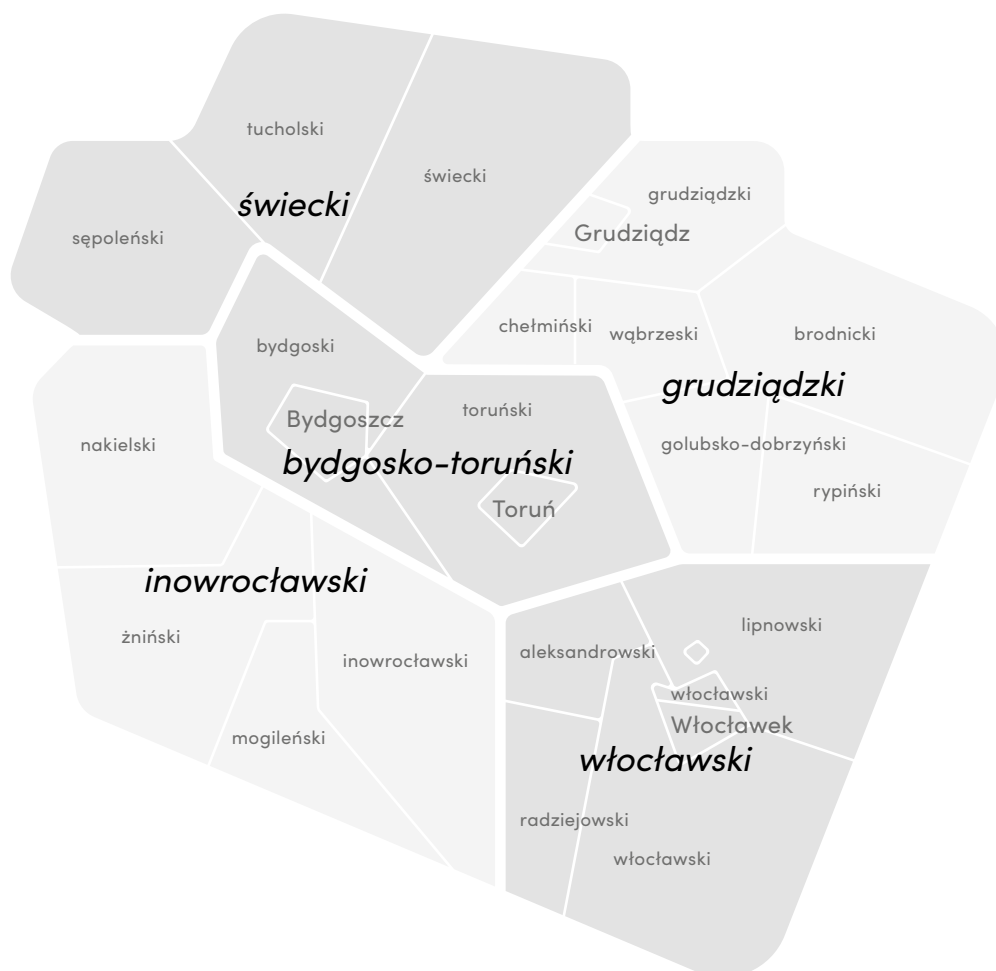 tucholski
świecki
grudziądzki
świecki
Grudziądz
sępoleński
chełmiński
wąbrzeski
brodnicki
bydgoski
grudziądzki
toruński
Bydgoszcz
nakielski
golubsko-dobrzyński
bydgosko-toruński
rypiński
Toruń
inowrocławski
lipnowski
żniński
aleksandrowski
inowrocławski
włocławski
Włocławek
mogileński
włocławski
radziejowski
włocławski